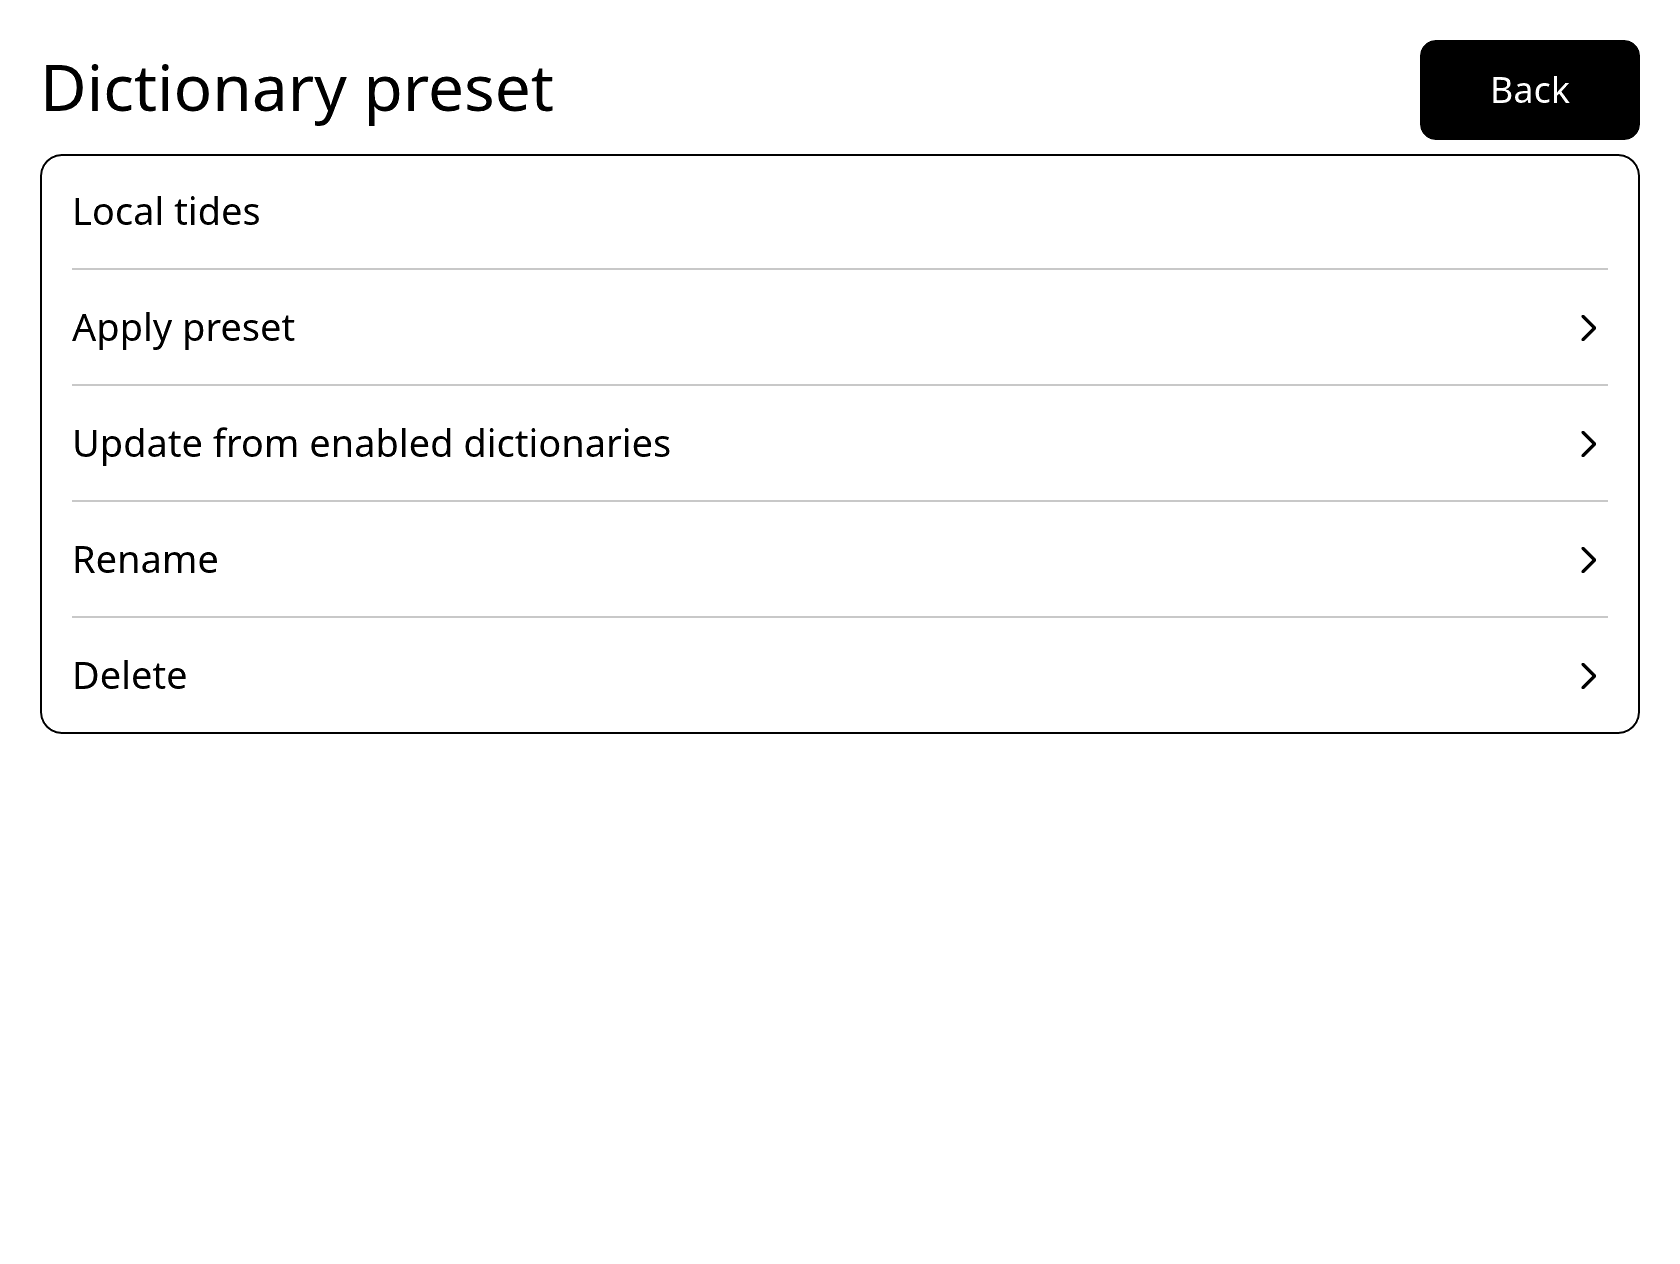 Dictionary preset
Back
Local tides
Apply preset
Update from enabled dictionaries
Rename
Delete